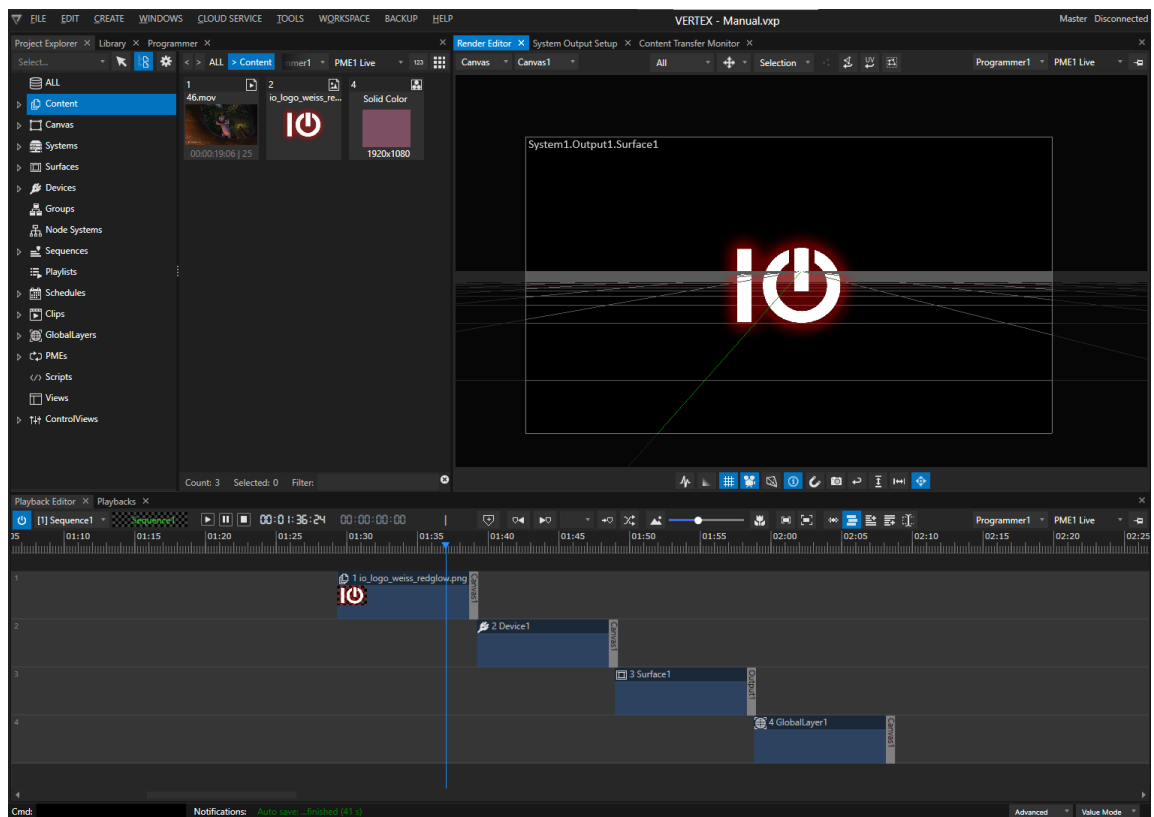 FILE EDIT CREATE WINDOWS CLOUD SERVICE TOOLS WORKSPACE BACKUP HELP VERTEX - Manual.vxp Master Disconnected
Project Explorer Library Programmer
Select...
ALL > Content mmer1 PME1 Live 123
ALL
Content
Canvas
Systems
Surfaces
Devices
Groups
Node Systems
Sequences
Playlists
Schedules
Clips
GlobalLayers
PMEs
Scripts
Views
ControlViews
1 2 4
46.mov io_logo_weiss_re... Solid Color
00:00:19:06 | 25 1920x1080
Count: 3 Selected: 0 Filter:
Render Editor System Output Setup Content Transfer Monitor
Canvas Canvas1 All Selection UV Programmer1 PME1 Live
System1.Output1.Surface1
Playback Editor Playbacks
[1] Sequence1 Sequence1 00:01:36:24 00:00:00:00 Programmer1 PME1 Live
05 01:10 01:15 01:20 01:25 01:30 01:35 01:40 01:45 01:50 01:55 02:00 02:05 02:10 02:15 02:20 02:25
1 1 io_logo_weiss_redglow.png Canvas1
2 2 Device1 Canvas1
3 3 Surface1 Output1
4 4 GlobalLayer1 Canvas1
Cmd: Notifications: Auto save: ...finished (41 s) Advanced Value Mode